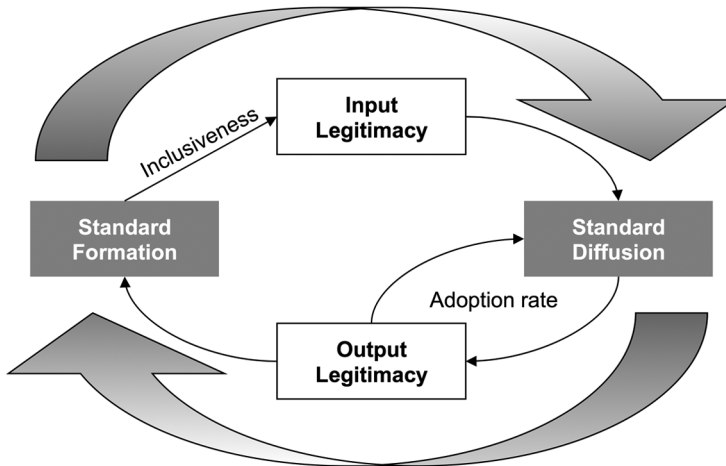 Input
Legitimacy
Inclusiveness
Standard
Formation
Standard
Diffusion
Adoption rate
Output
Legitimacy